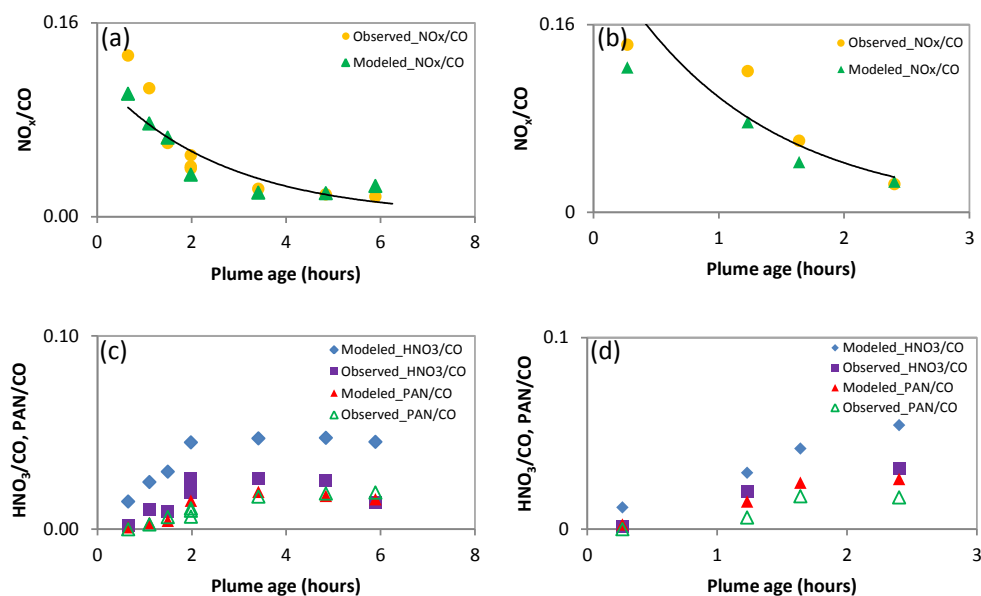 0.16
(a)
Observed_NOx/CO
Modeled_NOx/CO
NOx/CO
0.00
0 2 4 6 8
Plume age (hours)
0.16
(b)
Observed_NOx/CO
Modeled_NOx/CO
NOx/CO
0
0 1 2 3
Plume age (hours)
0.10
(c)
Modeled_HNO3/CO
Observed_HNO3/CO
Modeled_PAN/CO
Observed_PAN/CO
HNO3/CO, PAN/CO
0.00
0 2 4 6 8
Plume age (hours)
0.1
(d)
Modeled_HNO3/CO
Observed_HNO3/CO
Modeled_PAN/CO
Observed_PAN/CO
HNO3/CO, PAN/CO
0
0 1 2 3
Plume age (hours)